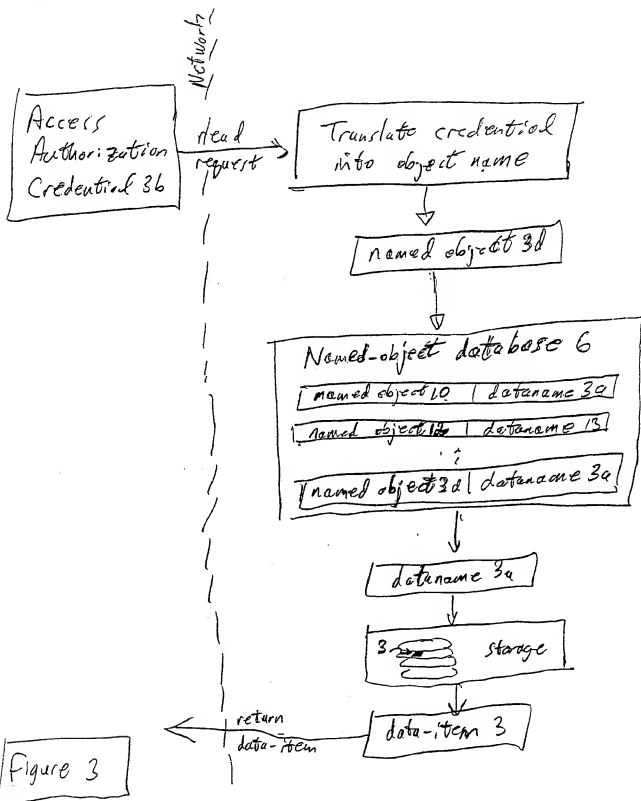 Network
Access
Authorization
Credential 3b
read
request
Translate credential
into object name
named object 3d
Named-object database 6
named object 10 | dataname 3a
named object 12 | dataname 13
named object 3d | dataname 3a
dataname 3a
3
storage
return
data-item
data-item 3
Figure 3